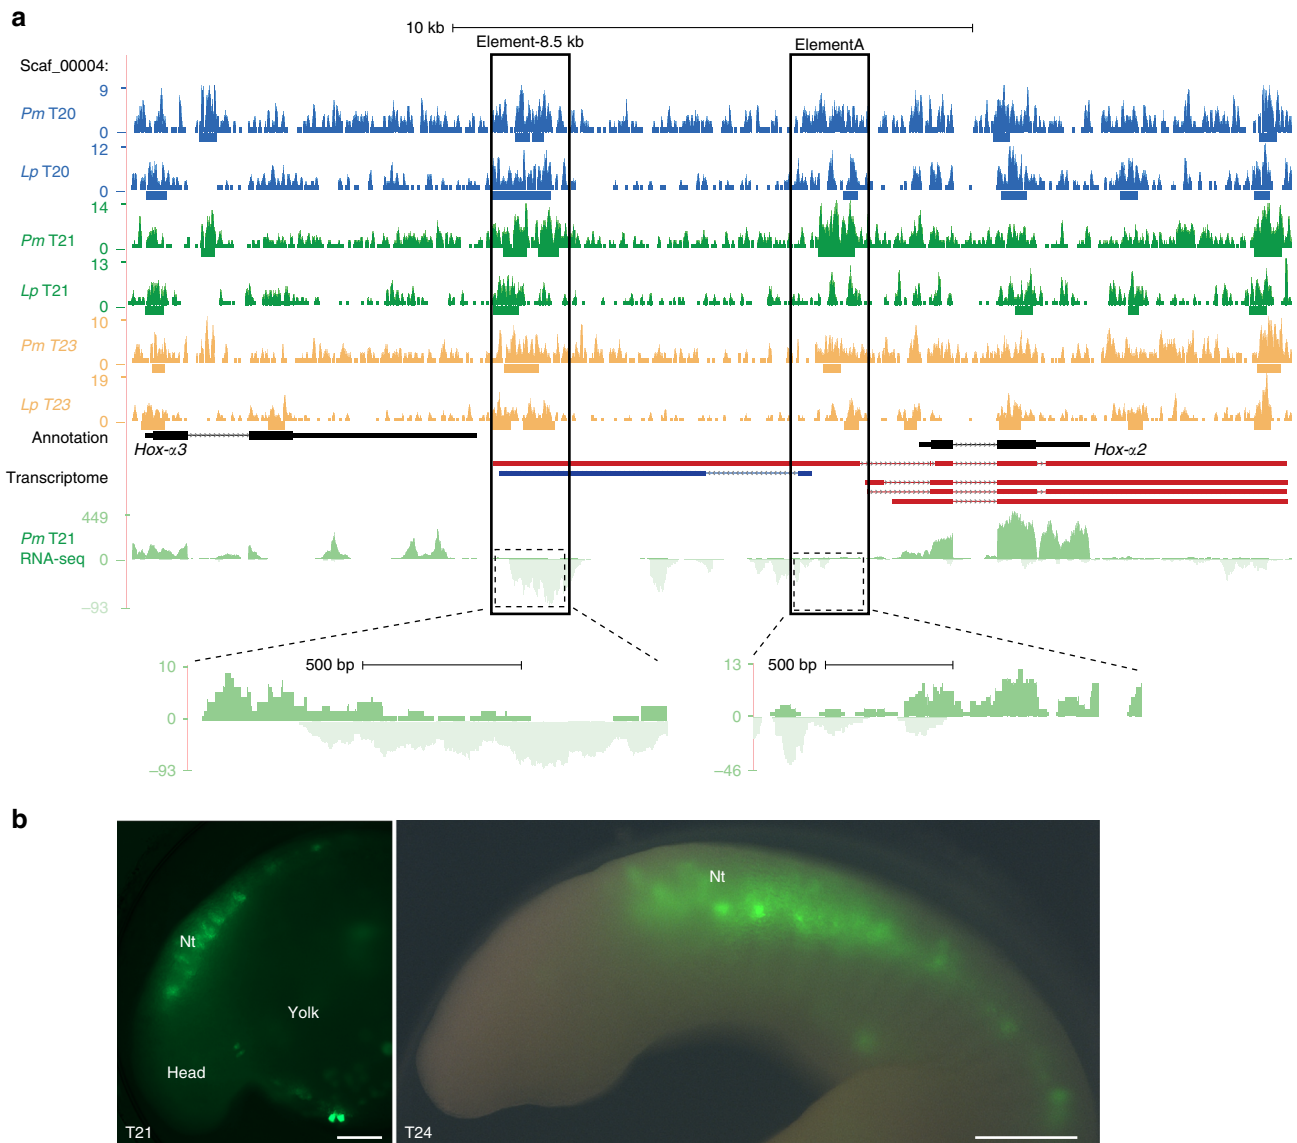 a
10 kb
Element-8.5 kb
ElementA
Scaf_00004:
9
Pm T20
0
12
Lp T20
0
14
Pm T21
0
13
Lp T21
0
10
Pm T23
0
19
Lp T23
0
Annotation
Hox-α3
Hox-α2
Transcriptome
449
Pm T21
RNA-seq
0
−93
10
500 bp
0
−93
13
500 bp
0
−46
b
Nt
Yolk
Head
T21
Nt
T24